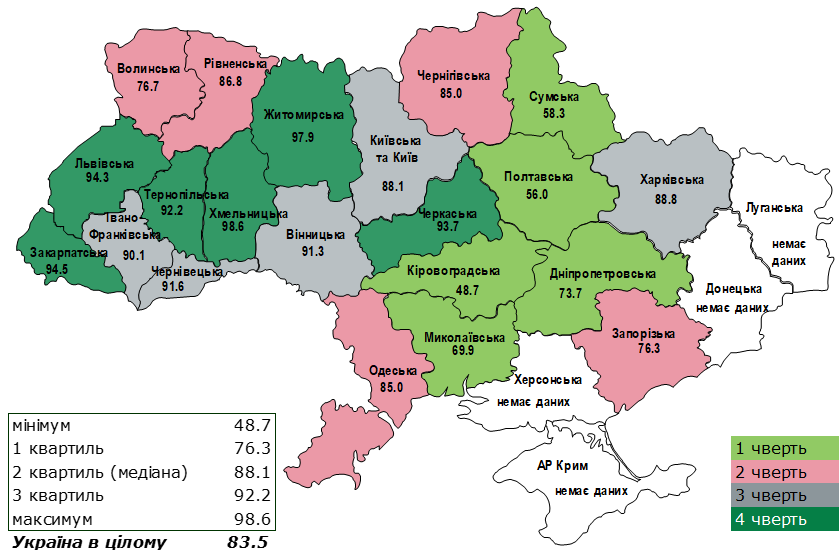 Волинська
76.7
Рівненська
86.8
Житомирська
97.9
Київська
та Київ
88.1
Чернігівська
85.0
Сумська
58.3
Львівська
94.3
Тернопільська
92.2
Хмельницька
98.6
Івано
Франківська
90.1
Закарпатська
94.5
Чернівецька
91.6
Вінницька
91.3
Черкаська
93.7
Полтавська
56.0
Харківська
88.8
Луганська
немає
даних
Донецька
немає даних
Кіровоградська
48.7
Дніпропетровська
73.7
Запорізька
76.3
Миколаївська
69.9
Одеська
85.0
Херсонська
немає даних
АР Крим
немає даних
мінімум 48.7
1 квартиль 76.3
2 квартиль (медіана) 88.1
3 квартиль 92.2
максимум 98.6
Україна в цілому 83.5
1 чверть
2 чверть
3 чверть
4 чверть